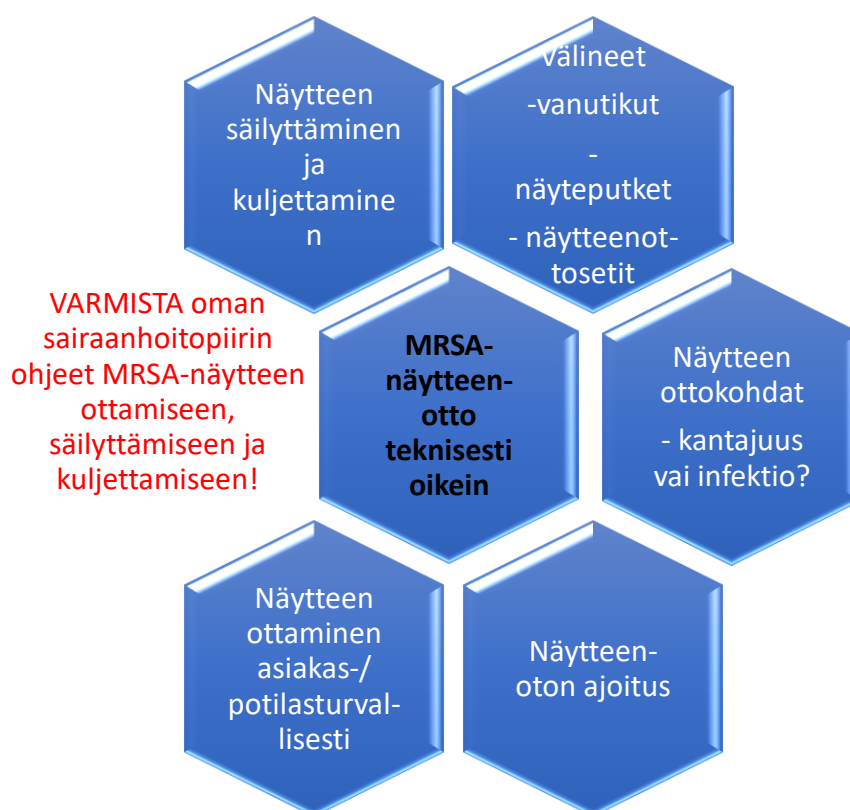 Näytteen
säilyttäminen
ja
kuljettamine
n
Välineet
-vanutikut
-
näyteputket
- näytteenot-
tosetit
VARMISTA oman
sairaanhoitopiirin
ohjeet MRSA-näytteen
ottamiseen,
säilyttämiseen ja
kuljettamiseen!
MRSA-
näytteen-
otto
teknisesti
oikein
Näytteen
ottokohdat
- kantajuus
vai infektio?
Näytteen
ottaminen
asiakas-/
potilasturval-
lisesti
Näytteen-
oton ajoitus